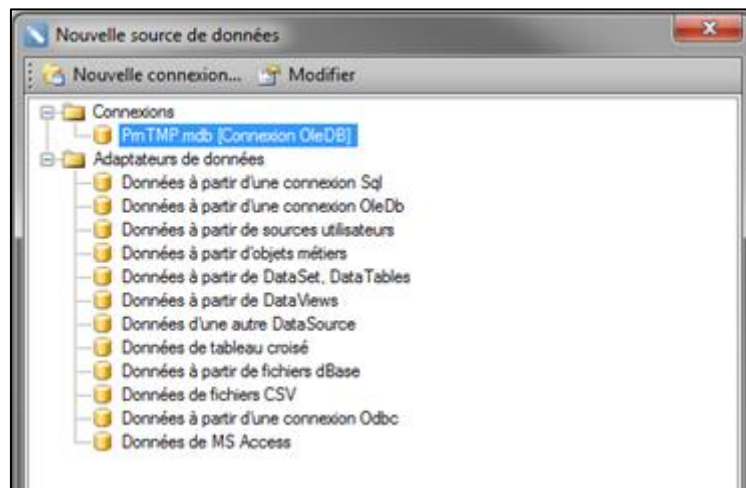 Nouvelle source de données
Nouvelle connexion... Modifier
Connexions
PmTMP.mdb [Connexion OleDB]
Adaptateurs de données
Données à partir d'une connexion Sql
Données à partir d'une connexion OleDb
Données à partir de sources utilisateurs
Données à partir d'objets métiers
Données à partir de DataSet, DataTables
Données à partir de DataViews
Données d'une autre DataSource
Données de tableau croisé
Données à partir de fichiers dBase
Données de fichiers CSV
Données à partir d'une connexion Odbc
Données de MS Access